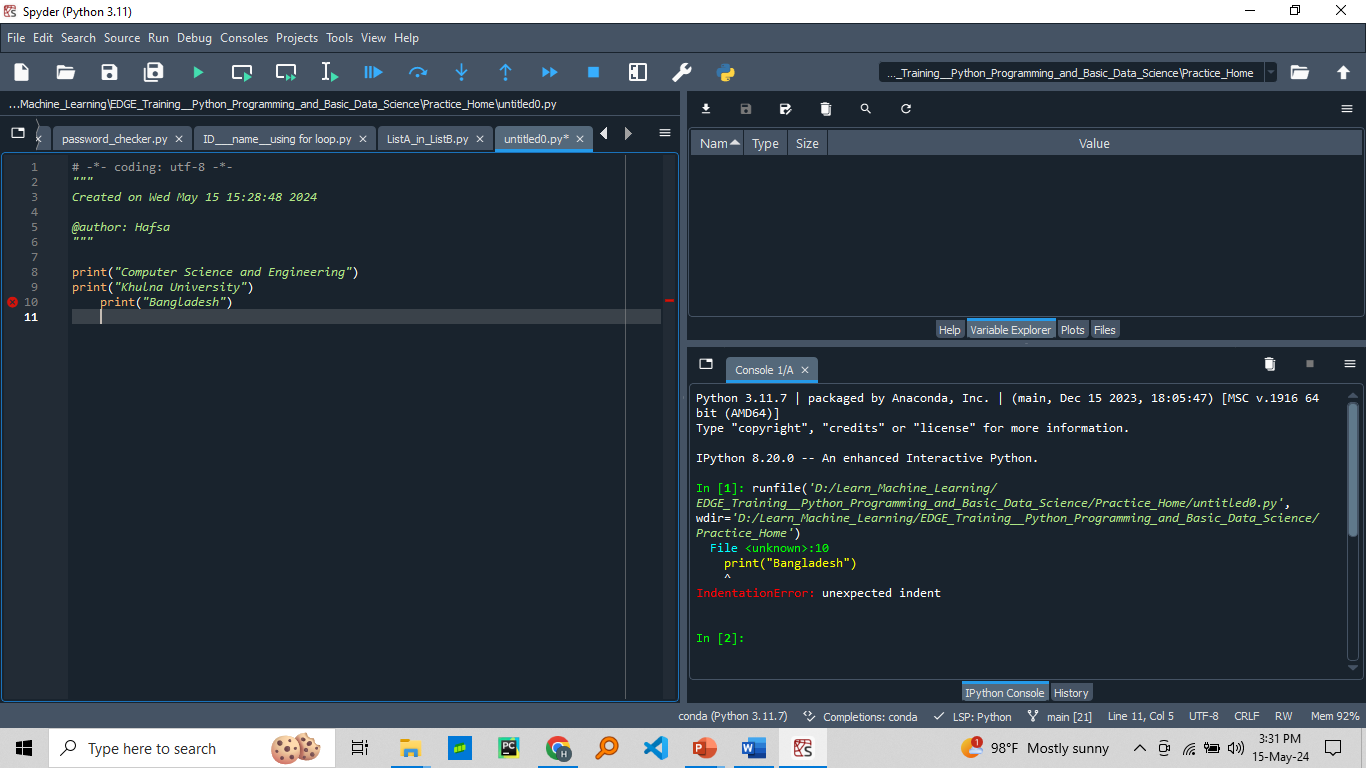 Spyder (Python 3.11)
File Edit Search Source Run Debug Consoles Projects Tools View Help
..._Training__Python_Programming_and_Basic_Data_Science\Practice_Home
...Machine_Learning\EDGE_Training__Python_Programming_and_Basic_Data_Science\Practice_Home\untitled0.py
password_checker.py ID___name__using for loop.py ListA_in_ListB.py untitled0.py*
1 # -*- coding: utf-8 -*-
2 """
3 Created on Wed May 15 15:28:48 2024
4
5 @author: Hafsa
6 """
7
8 print("Computer Science and Engineering")
9 print("Khulna University")
10     print("Bangladesh")
11
Nam Type Size Value
Help Variable Explorer Plots Files
Console 1/A
Python 3.11.7 | packaged by Anaconda, Inc. | (main, Dec 15 2023, 18:05:47) [MSC v.1916 64
bit (AMD64)]
Type "copyright", "credits" or "license" for more information.
IPython 8.20.0 -- An enhanced Interactive Python.
In [1]: runfile('D:/Learn_Machine_Learning/
EDGE_Training__Python_Programming_and_Basic_Data_Science/Practice_Home/untitled0.py',
wdir='D:/Learn_Machine_Learning/EDGE_Training__Python_Programming_and_Basic_Data_Science/
Practice_Home')
  File <unknown>:10
    print("Bangladesh")
    ^
IndentationError: unexpected indent
In [2]:
IPython Console History
conda (Python 3.11.7) Completions: conda LSP: Python main [21] Line 11, Col 5 UTF-8 CRLF RW Mem 92%
Type here to search
PC
H
P
W
1
98°F Mostly sunny
3:31 PM
15-May-24